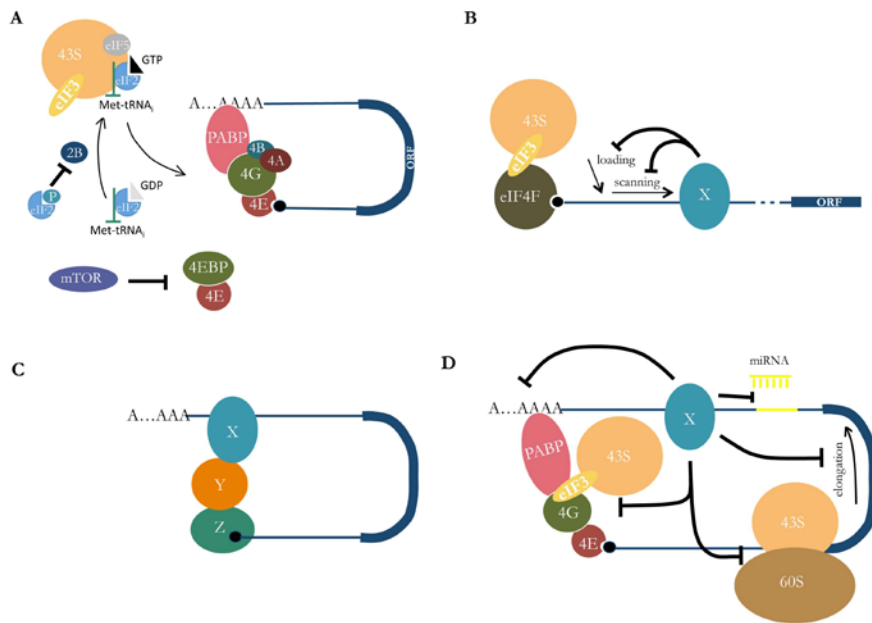 A
43S
eIF5
GTP
eIF2
eIF3
Met-tRNAi
2B
P
eIF2
GDP
eIF2
Met-tRNAi
mTOR
4EBP
4E
A...AAAA
PABP
4B
4A
4G
4E
ORF
B
43S
eIF3
eIF4F
loading
scanning
X
ORF
C
A...AAA
X
Y
Z
D
miRNA
A...AAAA
X
PABP
43S
eIF3
4G
4E
elongation
43S
60S